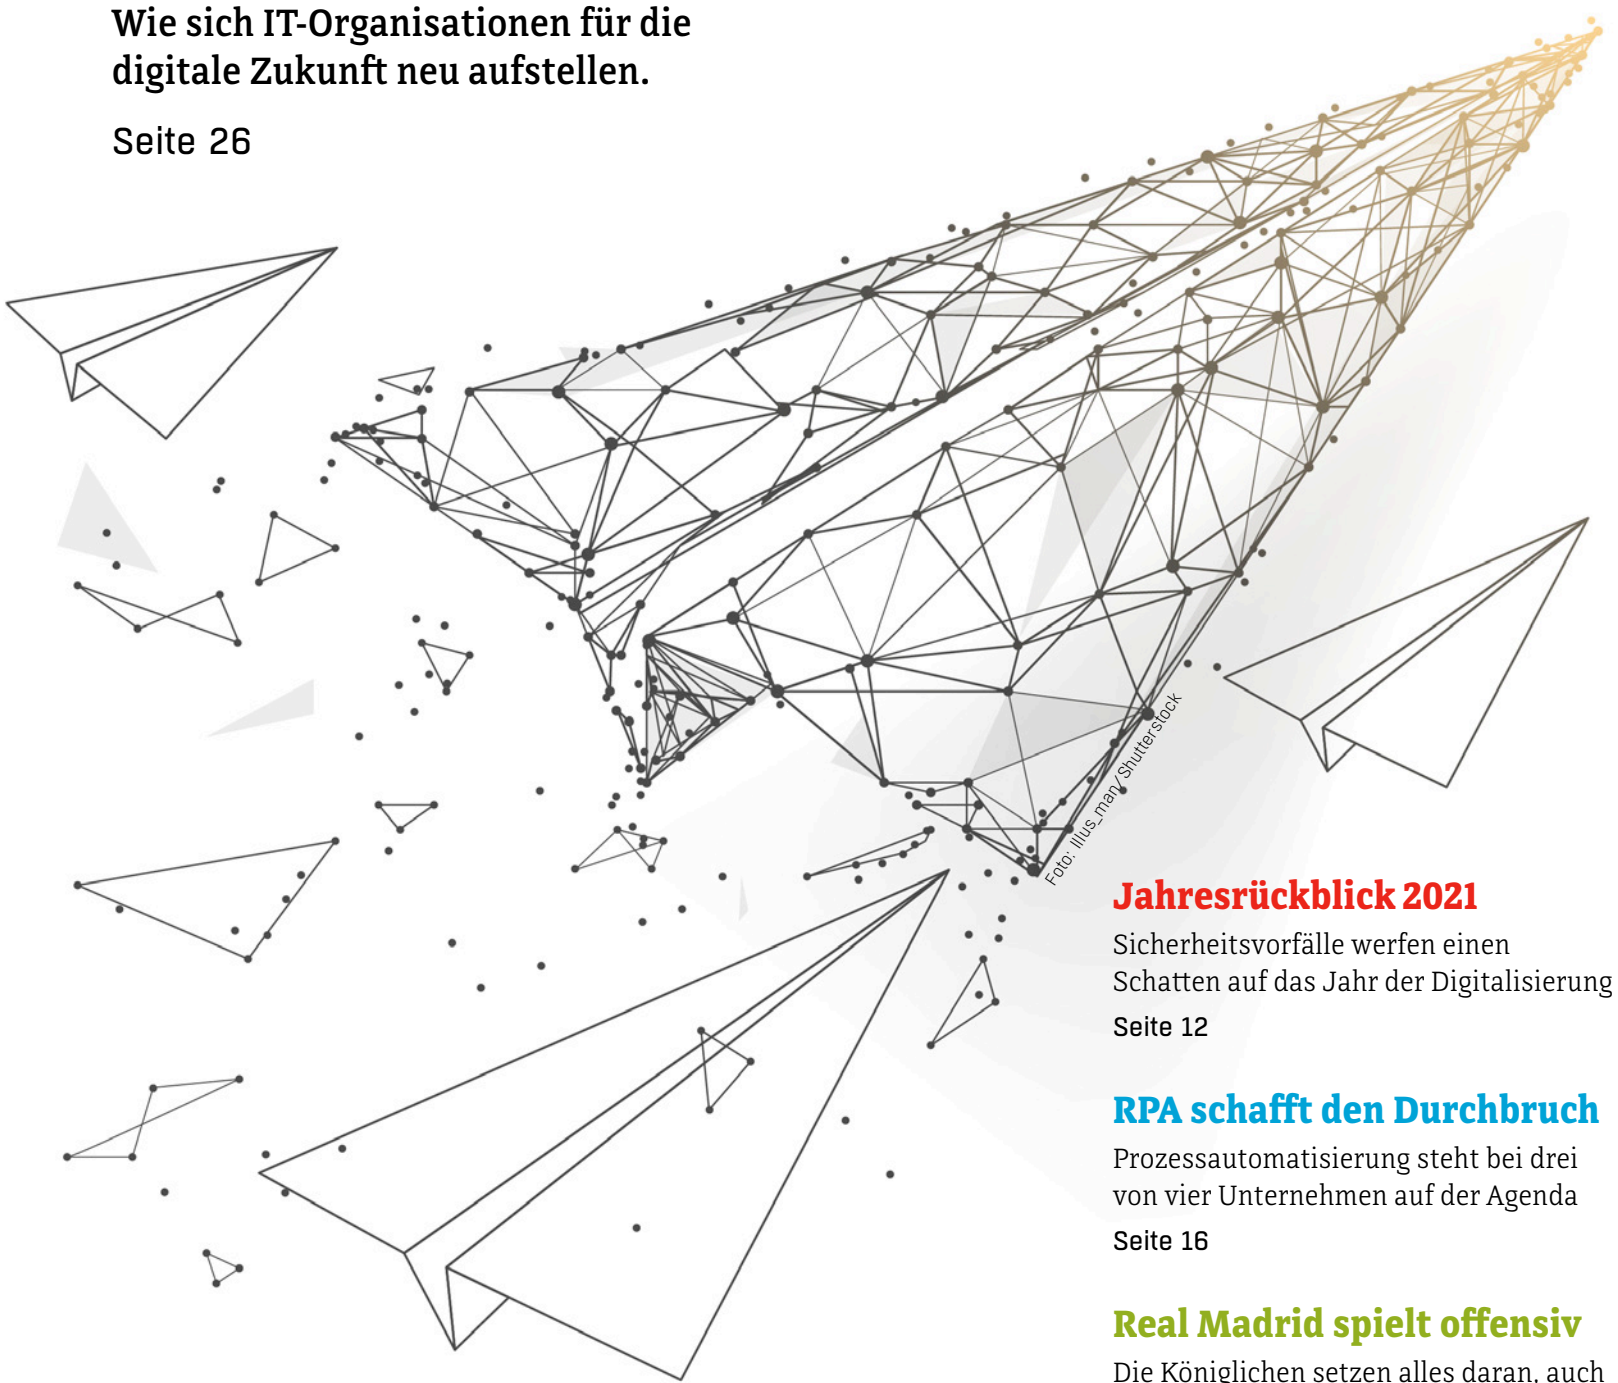 Wie sich IT-Organisationen für die
digitale Zukunft neu aufstellen.
Seite 26
Foto: Illus_man/Shutterstock
Jahresrückblick 2021
Sicherheitsvorfälle werfen einen
Schatten auf das Jahr der Digitalisierung
Seite 12
RPA schafft den Durchbruch
Prozessautomatisierung steht bei drei
von vier Unternehmen auf der Agenda
Seite 16
Real Madrid spielt offensiv
Die Königlichen setzen alles daran, auch